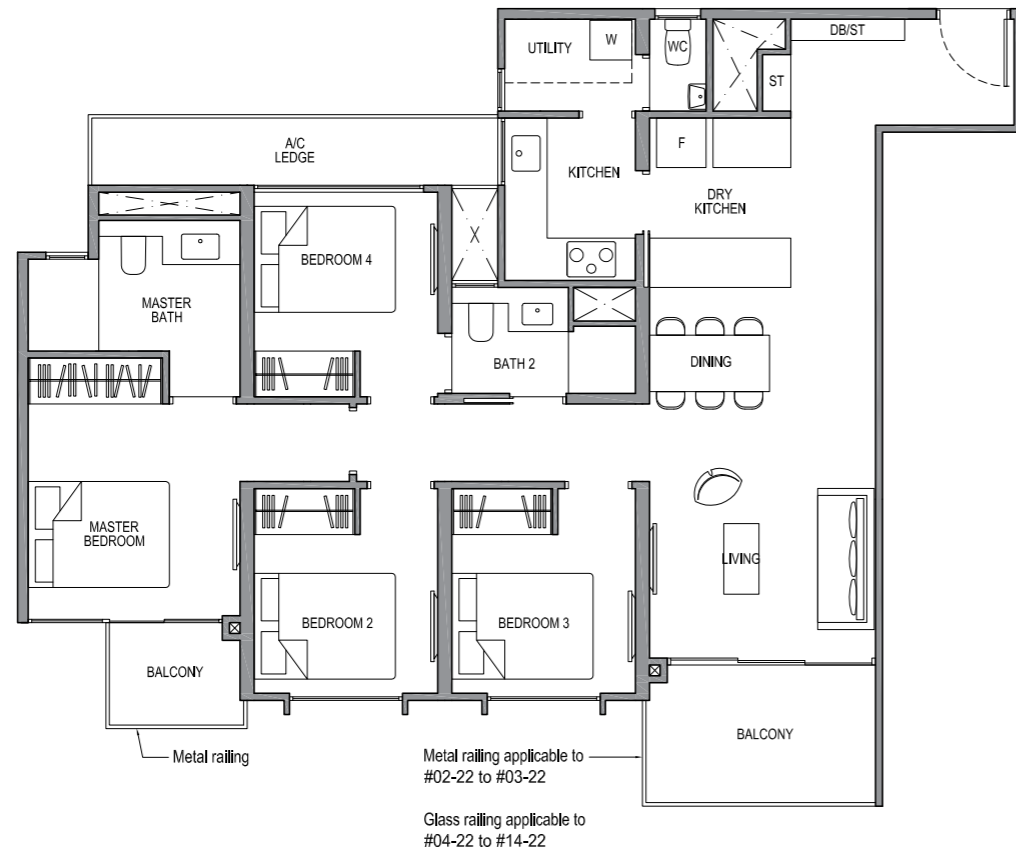 DB/ST
UTILITY
W
WC
ST
A/C
LEDGE
KITCHEN
F
DRY
KITCHEN
BEDROOM 4
MASTER
BATH
BATH 2
DINING
MASTER
BEDROOM
LIVING
BEDROOM 2
BEDROOM 3
BALCONY
BALCONY
Metal railing
Metal railing applicable to
#02-22 to #03-22
Glass railing applicable to
#04-22 to #14-22